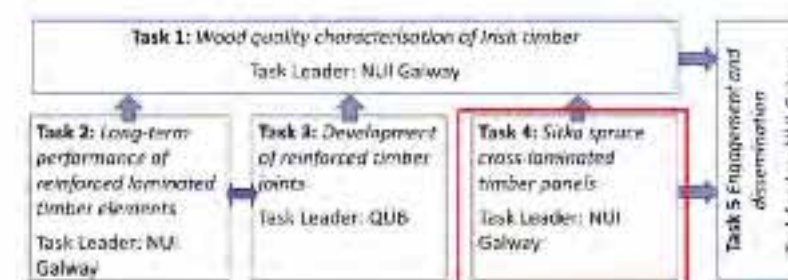 Task 1: Wood quality characterisation of Irish timber
Task Leader: NUI Galway
Task 2: Long-term
performance of
reinforced laminated
timber elements
Task Leader: NUI
Galway
Task 3: Development
of reinforced timber
joints
Task Leader: QUB
Task 4: Sitka spruce
cross laminated
timber panels
Task Leader: NUI
Galway
Task 5 Engagement and
dissemination